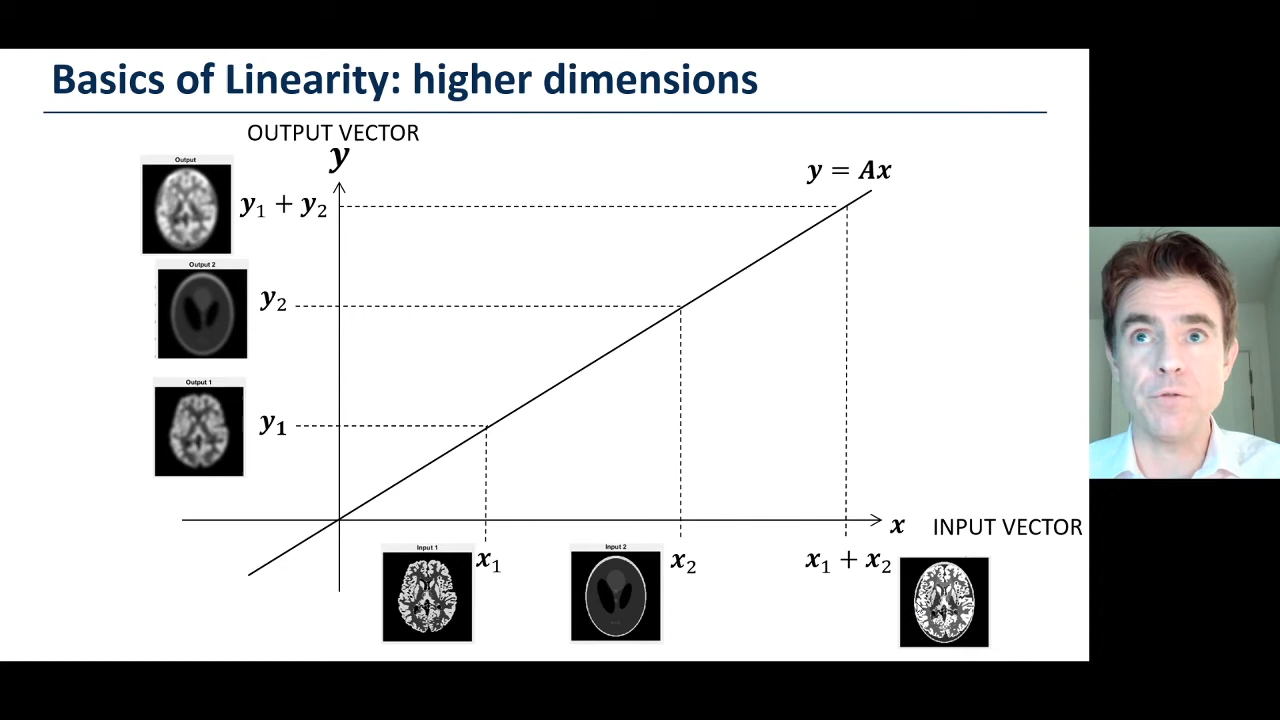 Basics of Linearity: higher dimensions
OUTPUT VECTOR
y
y = Ax
Output
y₁ + y₂
Output 2
y₂
Output 1
y₁
x
INPUT VECTOR
Input 1
x₁
Input 2
x₂
x₁ + x₂